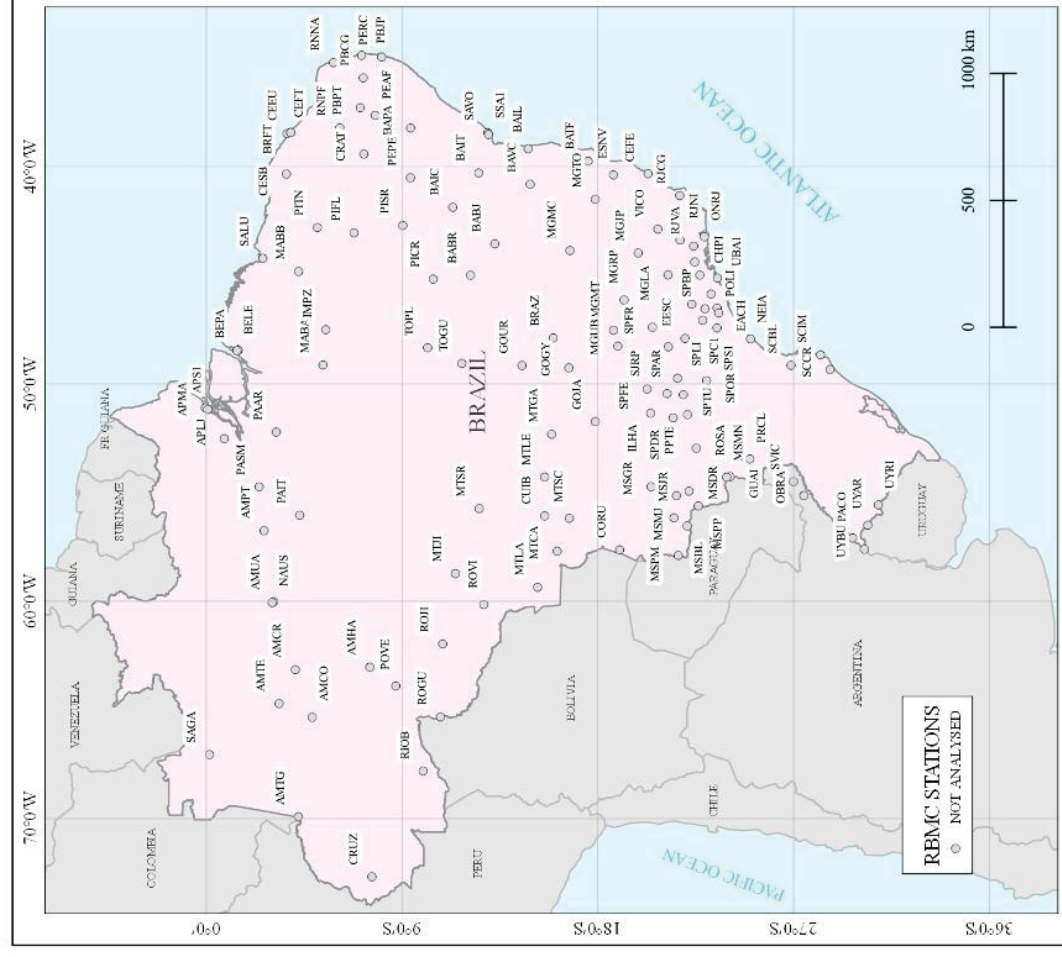 70°0'W
60°0'W
50°0'W
40°0'W
0°0'
9°0'S
18°0'S
27°0'S
36°0'S
COLOMBIA
VENEZUELA
GUIANA
SURINAME
FR GUIANA
SAGA
APMA
APS1
APLJ
BEPA
BELE
PASM
PAAR
AMPT
PAIT
AMUA
NAUS
AMTE
AMCR
AMCO
AMTG
SALU
MABB
CESB
BRFT
CEEU
CEFT
PITN
PIFL
MABA
IMPZ
RNNA
RNPF
PBCG
PERC
PBJP
PBPT
CRAT
PEAF
BAPA
PEPE
PISR
CRUZ
AMHA
POVE
RIOB
ROGU
ROJI
MTJI
ROVI
MTSR
PICR
TOPL
TOGU
BAIC
BAIT
BABR
BABJ
SAVO
SSA1
BAIL
BAVC
BRAZIL
GOUR
BRAZ
GOGY
GOJA
MTGA
MTLE
CUIB
MTSC
MTLA
MTCA
CORU
MGMC
BATF
MGTO
ESNV
CEFE
RJCG
VICO
MGJP
MGRP
MGMT
MGUB
MGLA
SPFR
SJRP
SPFE
SPAR
EESC
RJVA
RJNI
ONRJ
CHPI
UBA1
SPBP
POLI
SPLI
SPC1
SPS1
EACH
NEIA
MSGR
ILHA
SPDR
PPTE
SPTU
SPOR
MSPM
MSMJ
MSJR
MSBL
MSPP
MSDR
ROSA
MSMN
GUAI
PRCL
SVIC
OBRA
SCBL
SCCR
SCIM
UYBU
PACO
UYAR
UYRI
PERU
BOLIVIA
PARAGUAY
CHILE
ARGENTINA
URUGUAY
PACIFIC OCEAN
ATLANTIC OCEAN
RBMC STATIONS
NOT ANALYSED
0
500
1000 km